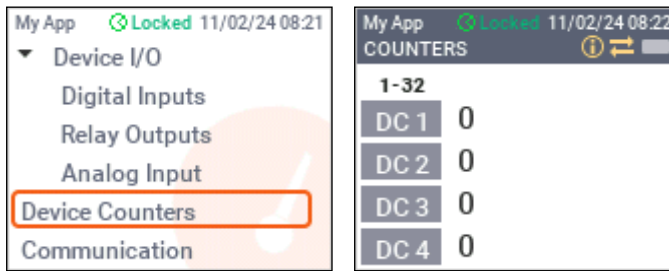 My App Locked 11/02/24 08:21
Device I/O
Digital Inputs
Relay Outputs
Analog Input
Device Counters
Communication
My App Locked 11/02/24 08:22
COUNTERS
1-32
DC 1 0
DC 2 0
DC 3 0
DC 4 0